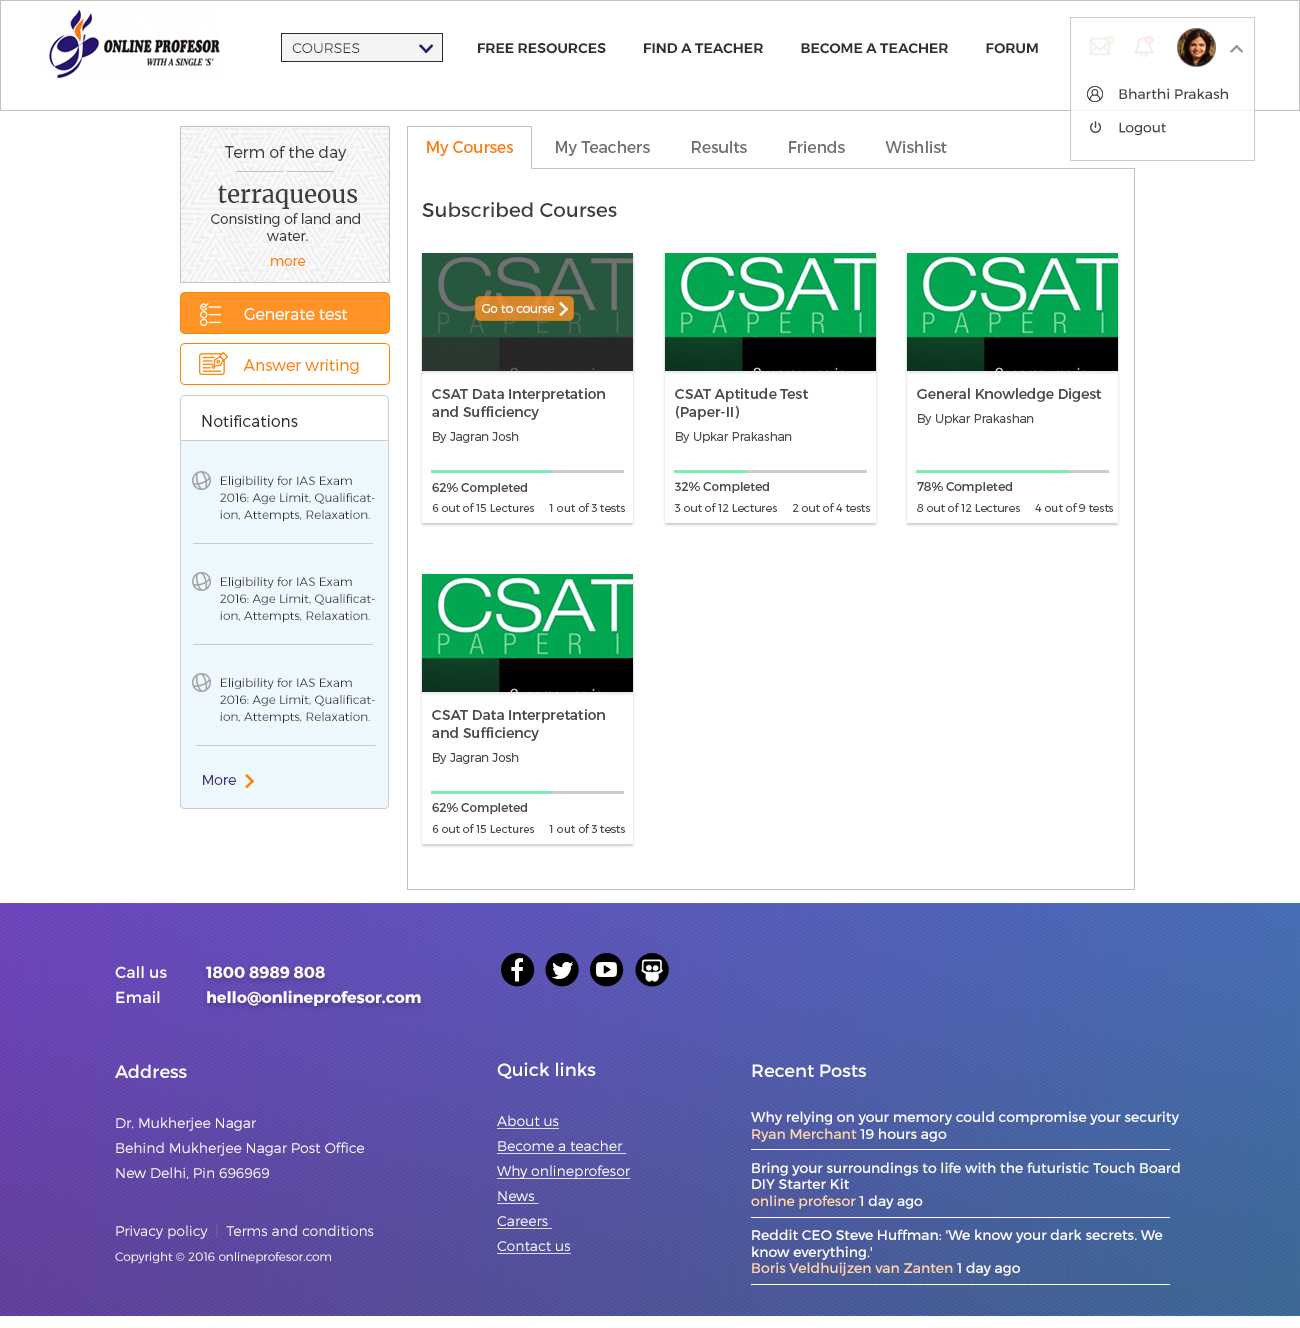 ONLINE PROFESOR
WITH A SINGLE 'S'
COURSES
FREE RESOURCES
FIND A TEACHER
BECOME A TEACHER
FORUM
Bharthi Prakash
Logout
Term of the day
terraqueous
Consisting of land and
water.
more
Generate test
Answer writing
Notifications
Eligibility for IAS Exam
2016: Age Limit, Qualificat-
ion, Attempts, Relaxation.
Eligibility for IAS Exam
2016: Age Limit, Qualificat-
ion, Attempts, Relaxation.
Eligibility for IAS Exam
2016: Age Limit, Qualificat-
ion, Attempts, Relaxation.
More
My Courses
My Teachers
Results
Friends
Wishlist
Subscribed Courses
CSAT
PAPER I
Go to course
CSAT Data Interpretation
and Sufficiency
By Jagran Josh
62% Completed
6 out of 15 Lectures
1 out of 3 tests
CSAT
PAPER I
CSAT Aptitude Test
(Paper-II)
By Upkar Prakashan
32% Completed
3 out of 12 Lectures
2 out of 4 tests
CSAT
PAPER I
General Knowledge Digest
By Upkar Prakashan
78% Completed
8 out of 12 Lectures
4 out of 9 tests
CSAT
PAPER I
CSAT Data Interpretation
and Sufficiency
By Jagran Josh
62% Completed
6 out of 15 Lectures
1 out of 3 tests
Call us 1800 8989 808
Email hello@onlineprofesor.com
Address
Dr. Mukherjee Nagar
Behind Mukherjee Nagar Post Office
New Delhi, Pin 696969
Privacy policy | Terms and conditions
Copyright © 2016 onlineprofesor.com
Quick links
About us
Become a teacher
Why onlineprofesor
News
Careers
Contact us
Recent Posts
Why relying on your memory could compromise your security
Ryan Merchant 19 hours ago
Bring your surroundings to life with the futuristic Touch Board
DIY Starter Kit
online profesor 1 day ago
Reddit CEO Steve Huffman: 'We know your dark secrets. We
know everything.'
Boris Veldhuijzen van Zanten 1 day ago